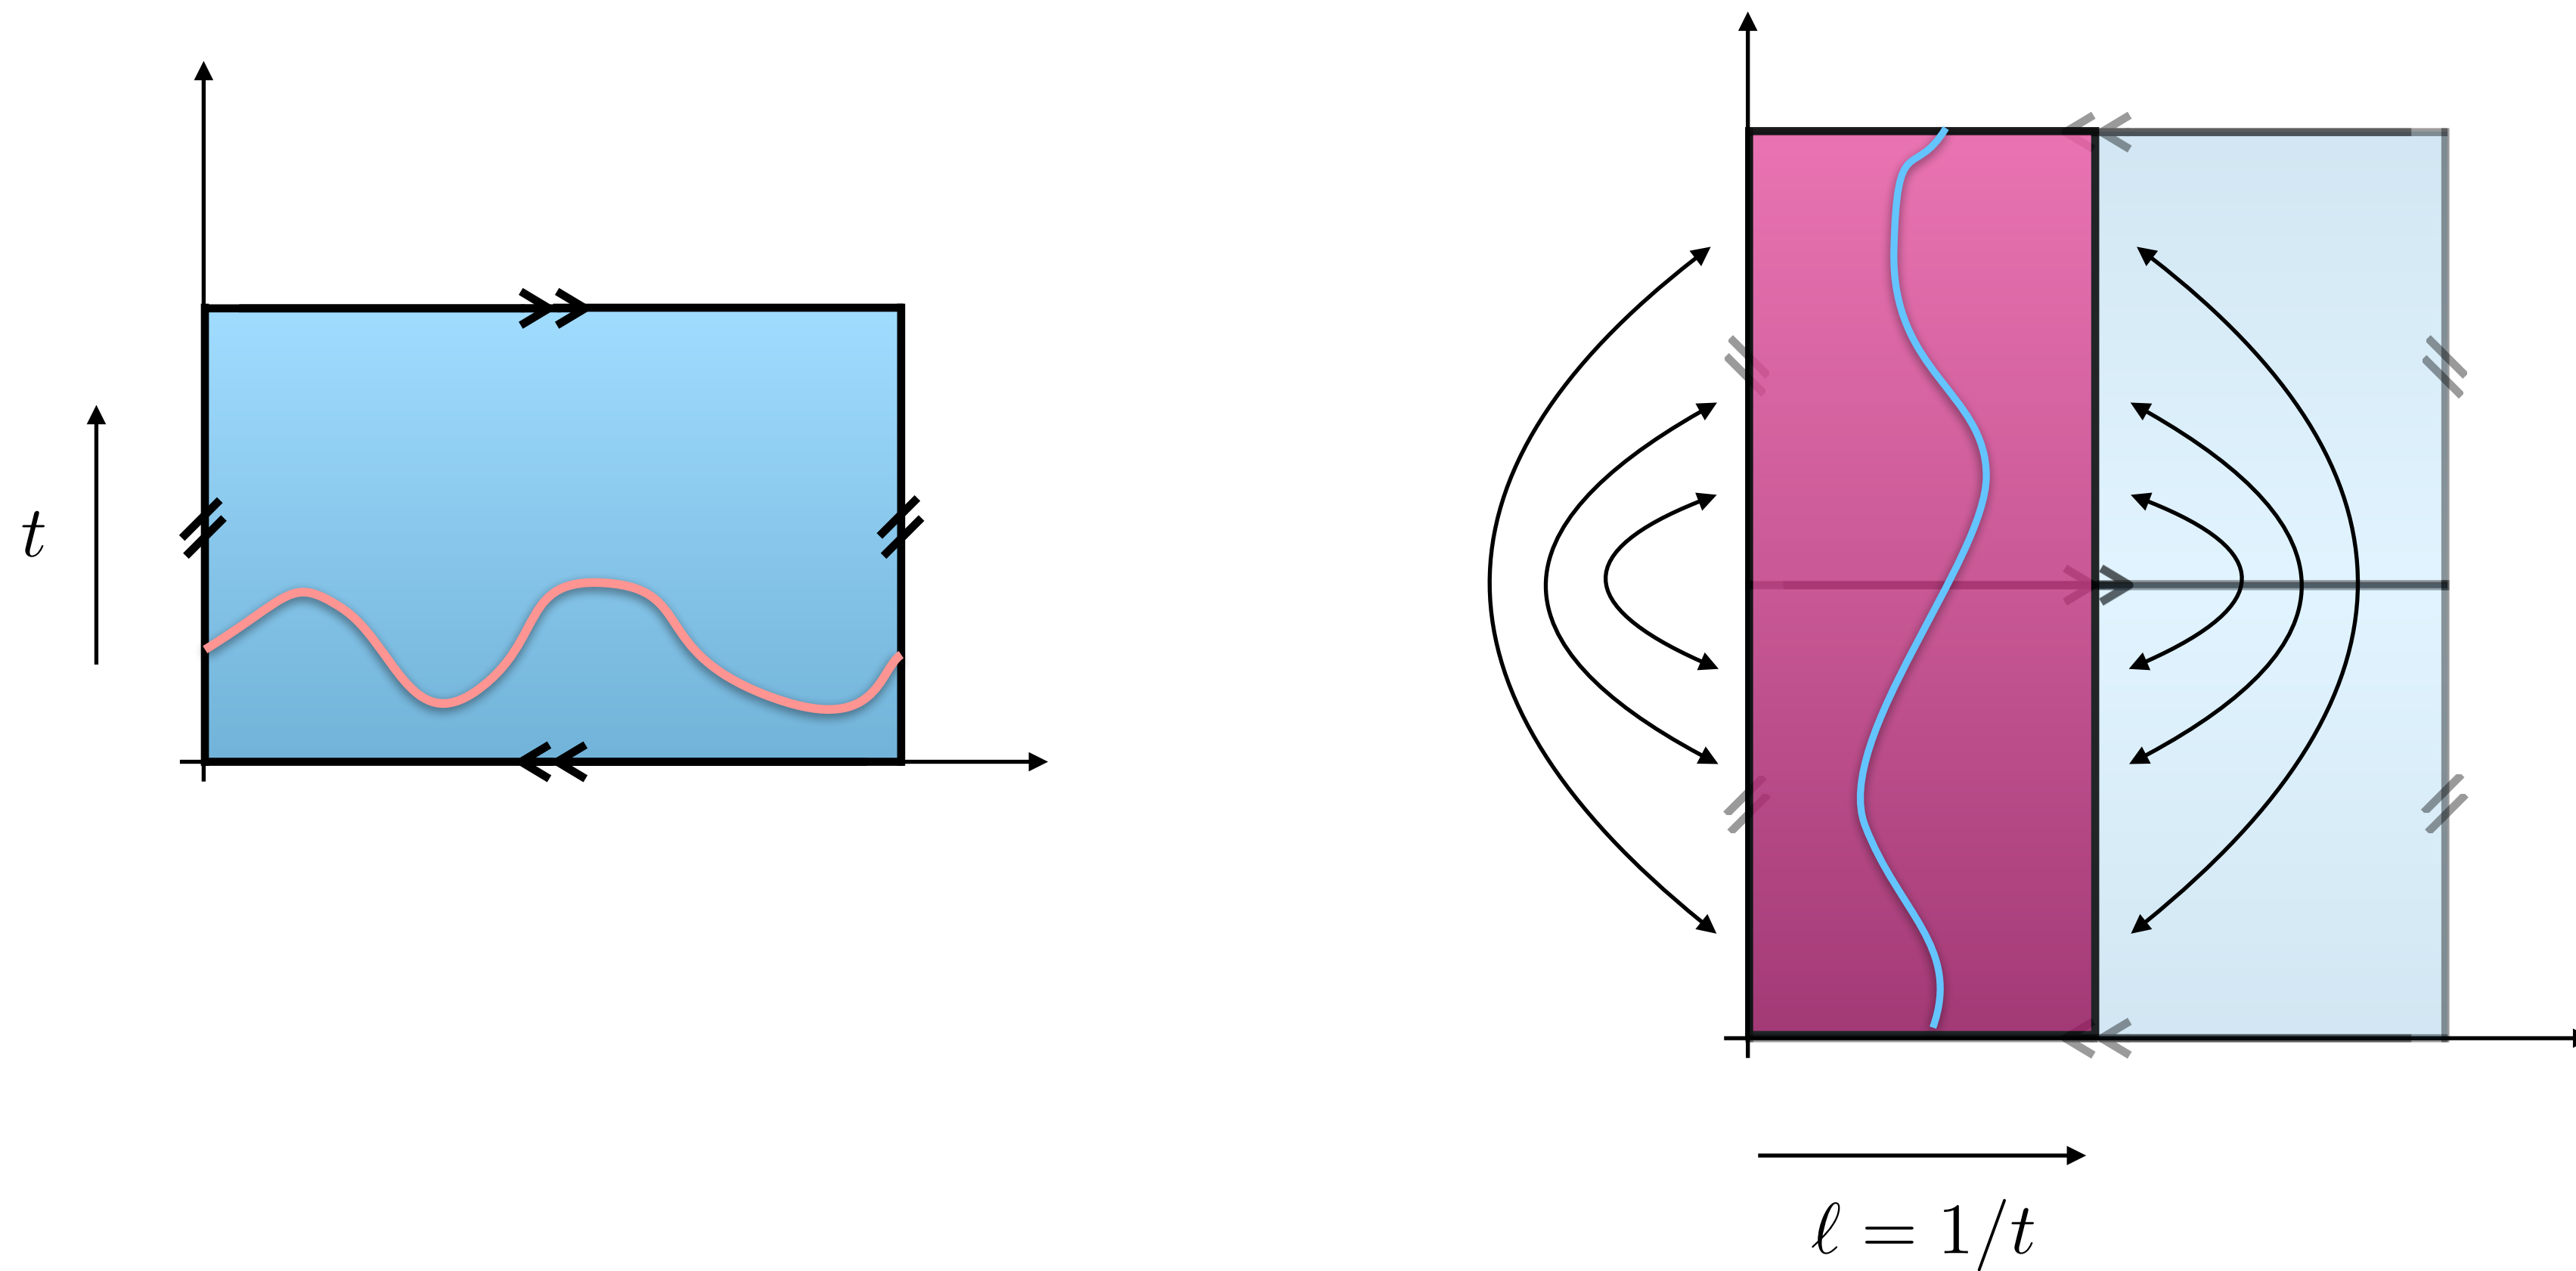 t
ℓ = 1/t